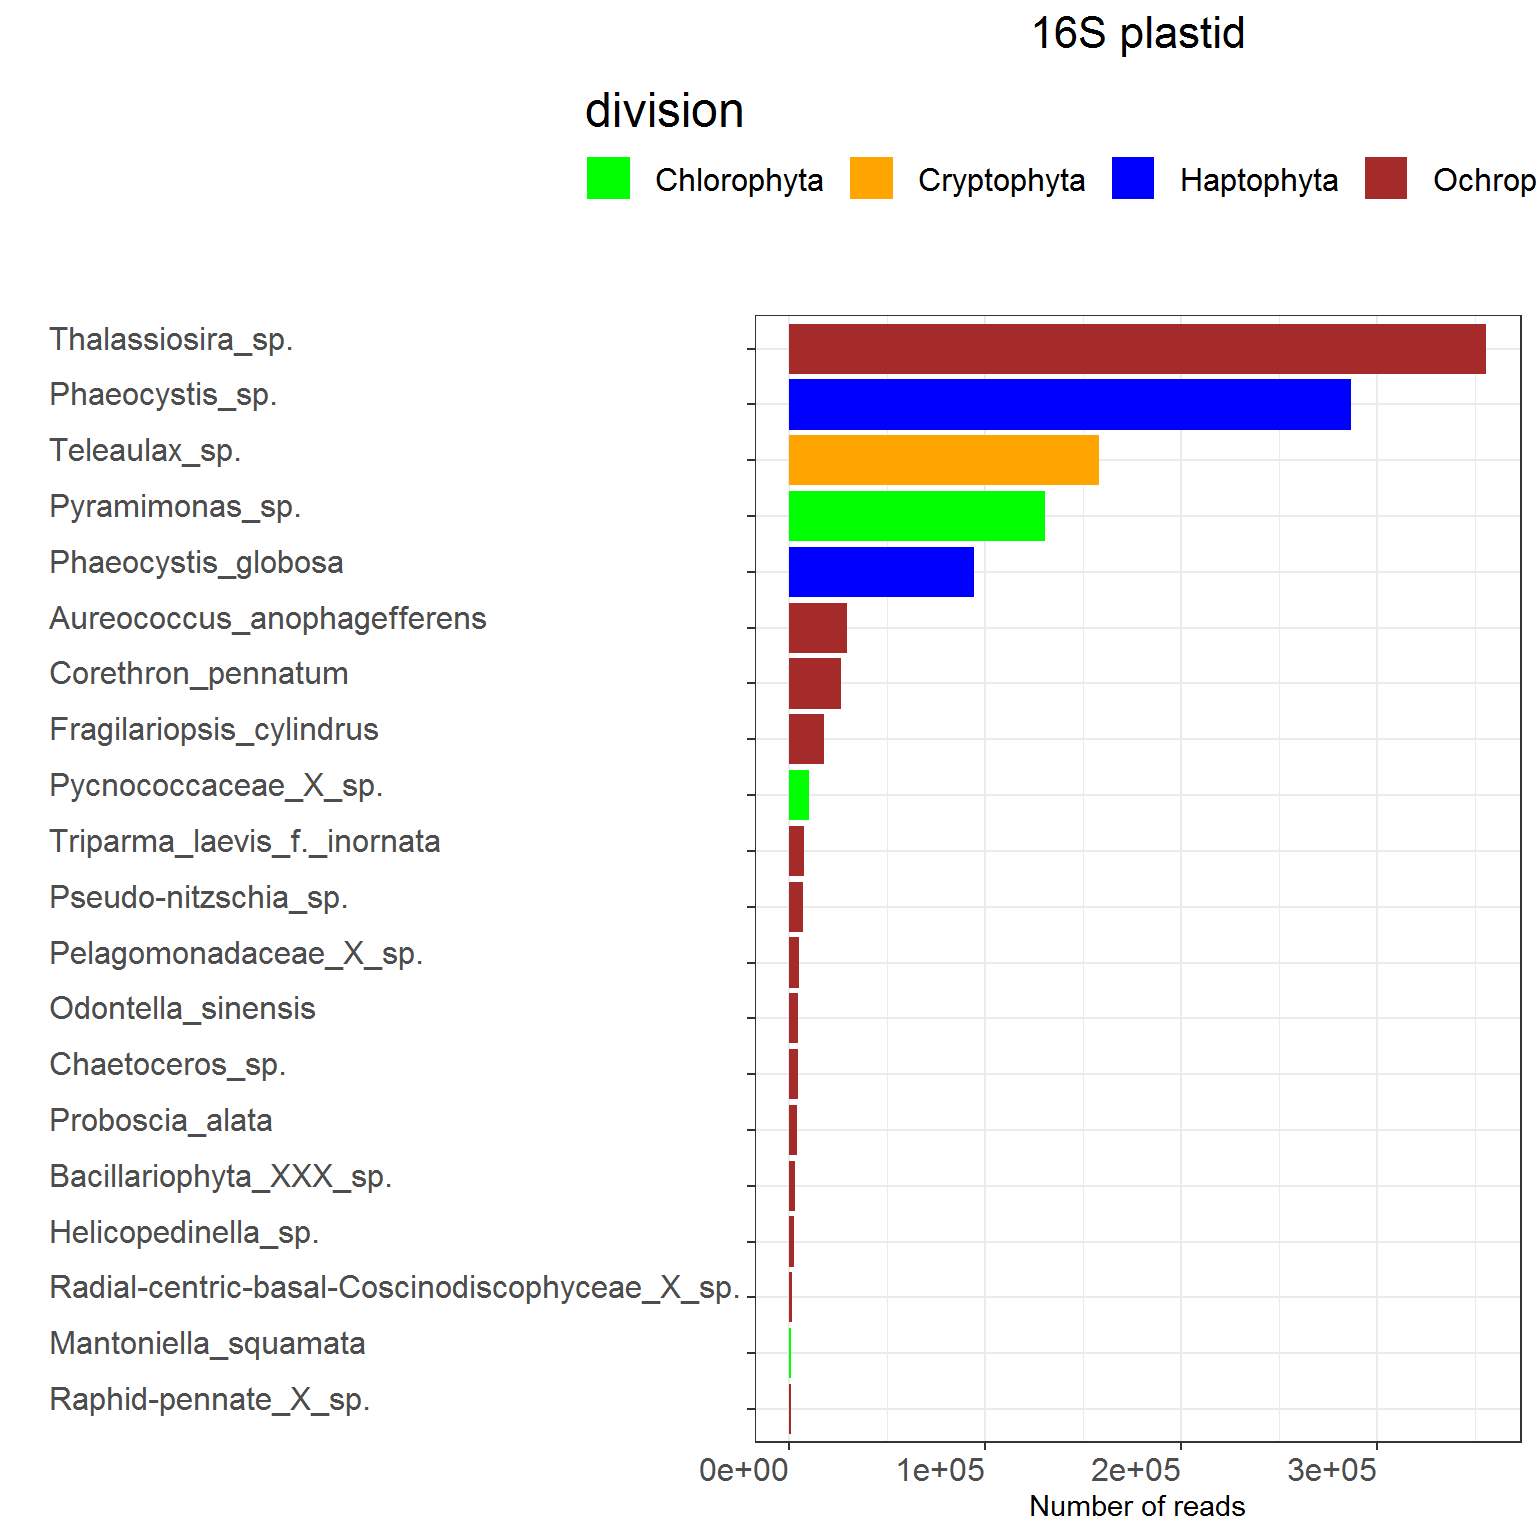 16S plastid
division
Chlorophyta Cryptophyta Haptophyta Ochrop
Thalassiosira_sp.
Phaeocystis_sp.
Teleaulax_sp.
Pyramimonas_sp.
Phaeocystis_globosa
Aureococcus_anophagefferens
Corethron_pennatum
Fragilariopsis_cylindrus
Pycnococcaceae_X_sp.
Triparma_laevis_f._inornata
Pseudo-nitzschia_sp.
Pelagomonadaceae_X_sp.
Odontella_sinensis
Chaetoceros_sp.
Proboscia_alata
Bacillariophyta_XXX_sp.
Helicopedinella_sp.
Radial-centric-basal-Coscinodiscophyceae_X_sp.
Mantoniella_squamata
Raphid-pennate_X_sp.
0e+00 1e+05 2e+05 3e+05
Number of reads